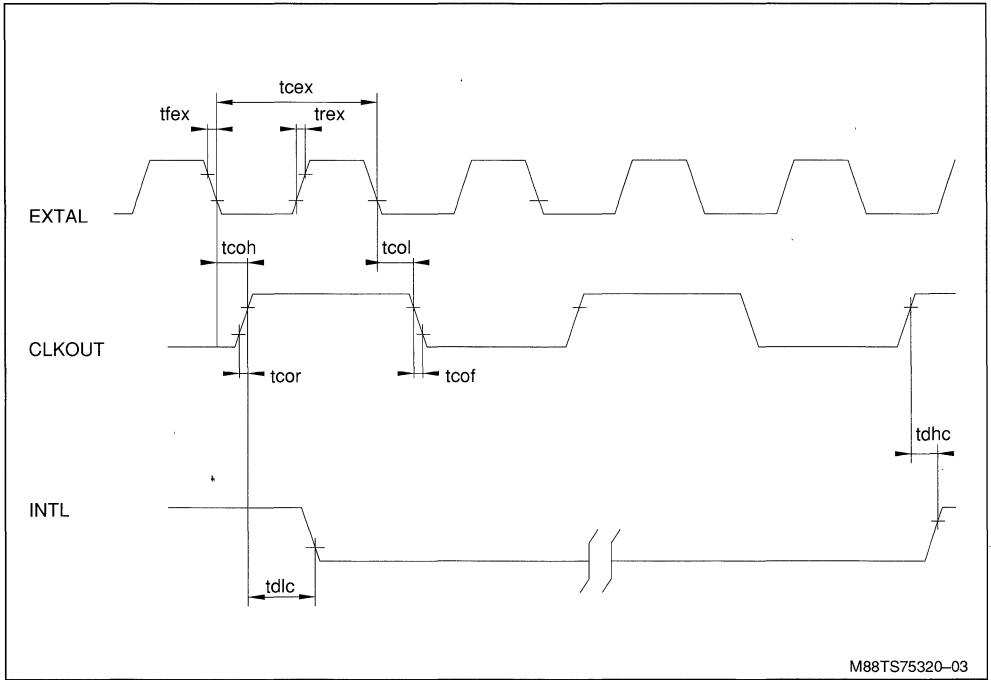 tcex
tfex
trex
EXTAL
tcoh
tcol
CLKOUT
tcor
tcof
tdhc
INTL
tdlc
M88TS75320–03